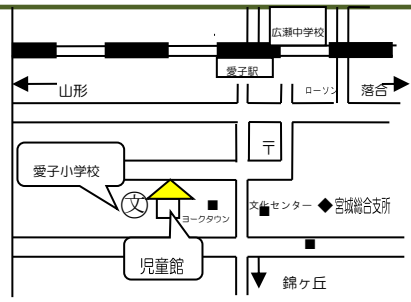 広瀬中学校
愛子駅
山形
ローソン
落合
〒
愛子小学校
文
ヨークタウン
文化センター
宮城総合支所
児童館
錦ケ丘